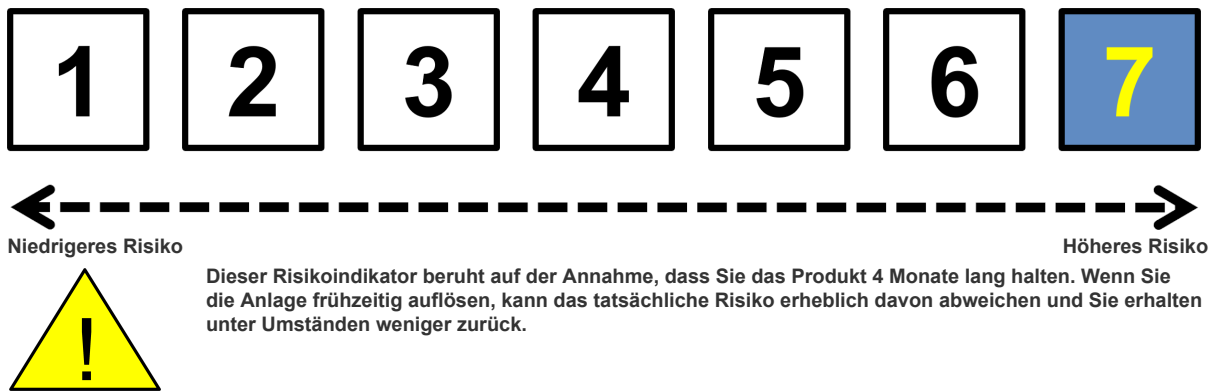 1 2 3 4 5 6 7
Niedrigeres Risiko Höheres Risiko
Dieser Risikoindikator beruht auf der Annahme, dass Sie das Produkt 4 Monate lang halten. Wenn Sie
die Anlage frühzeitig auflösen, kann das tatsächliche Risiko erheblich davon abweichen und Sie erhalten
unter Umständen weniger zurück.
!